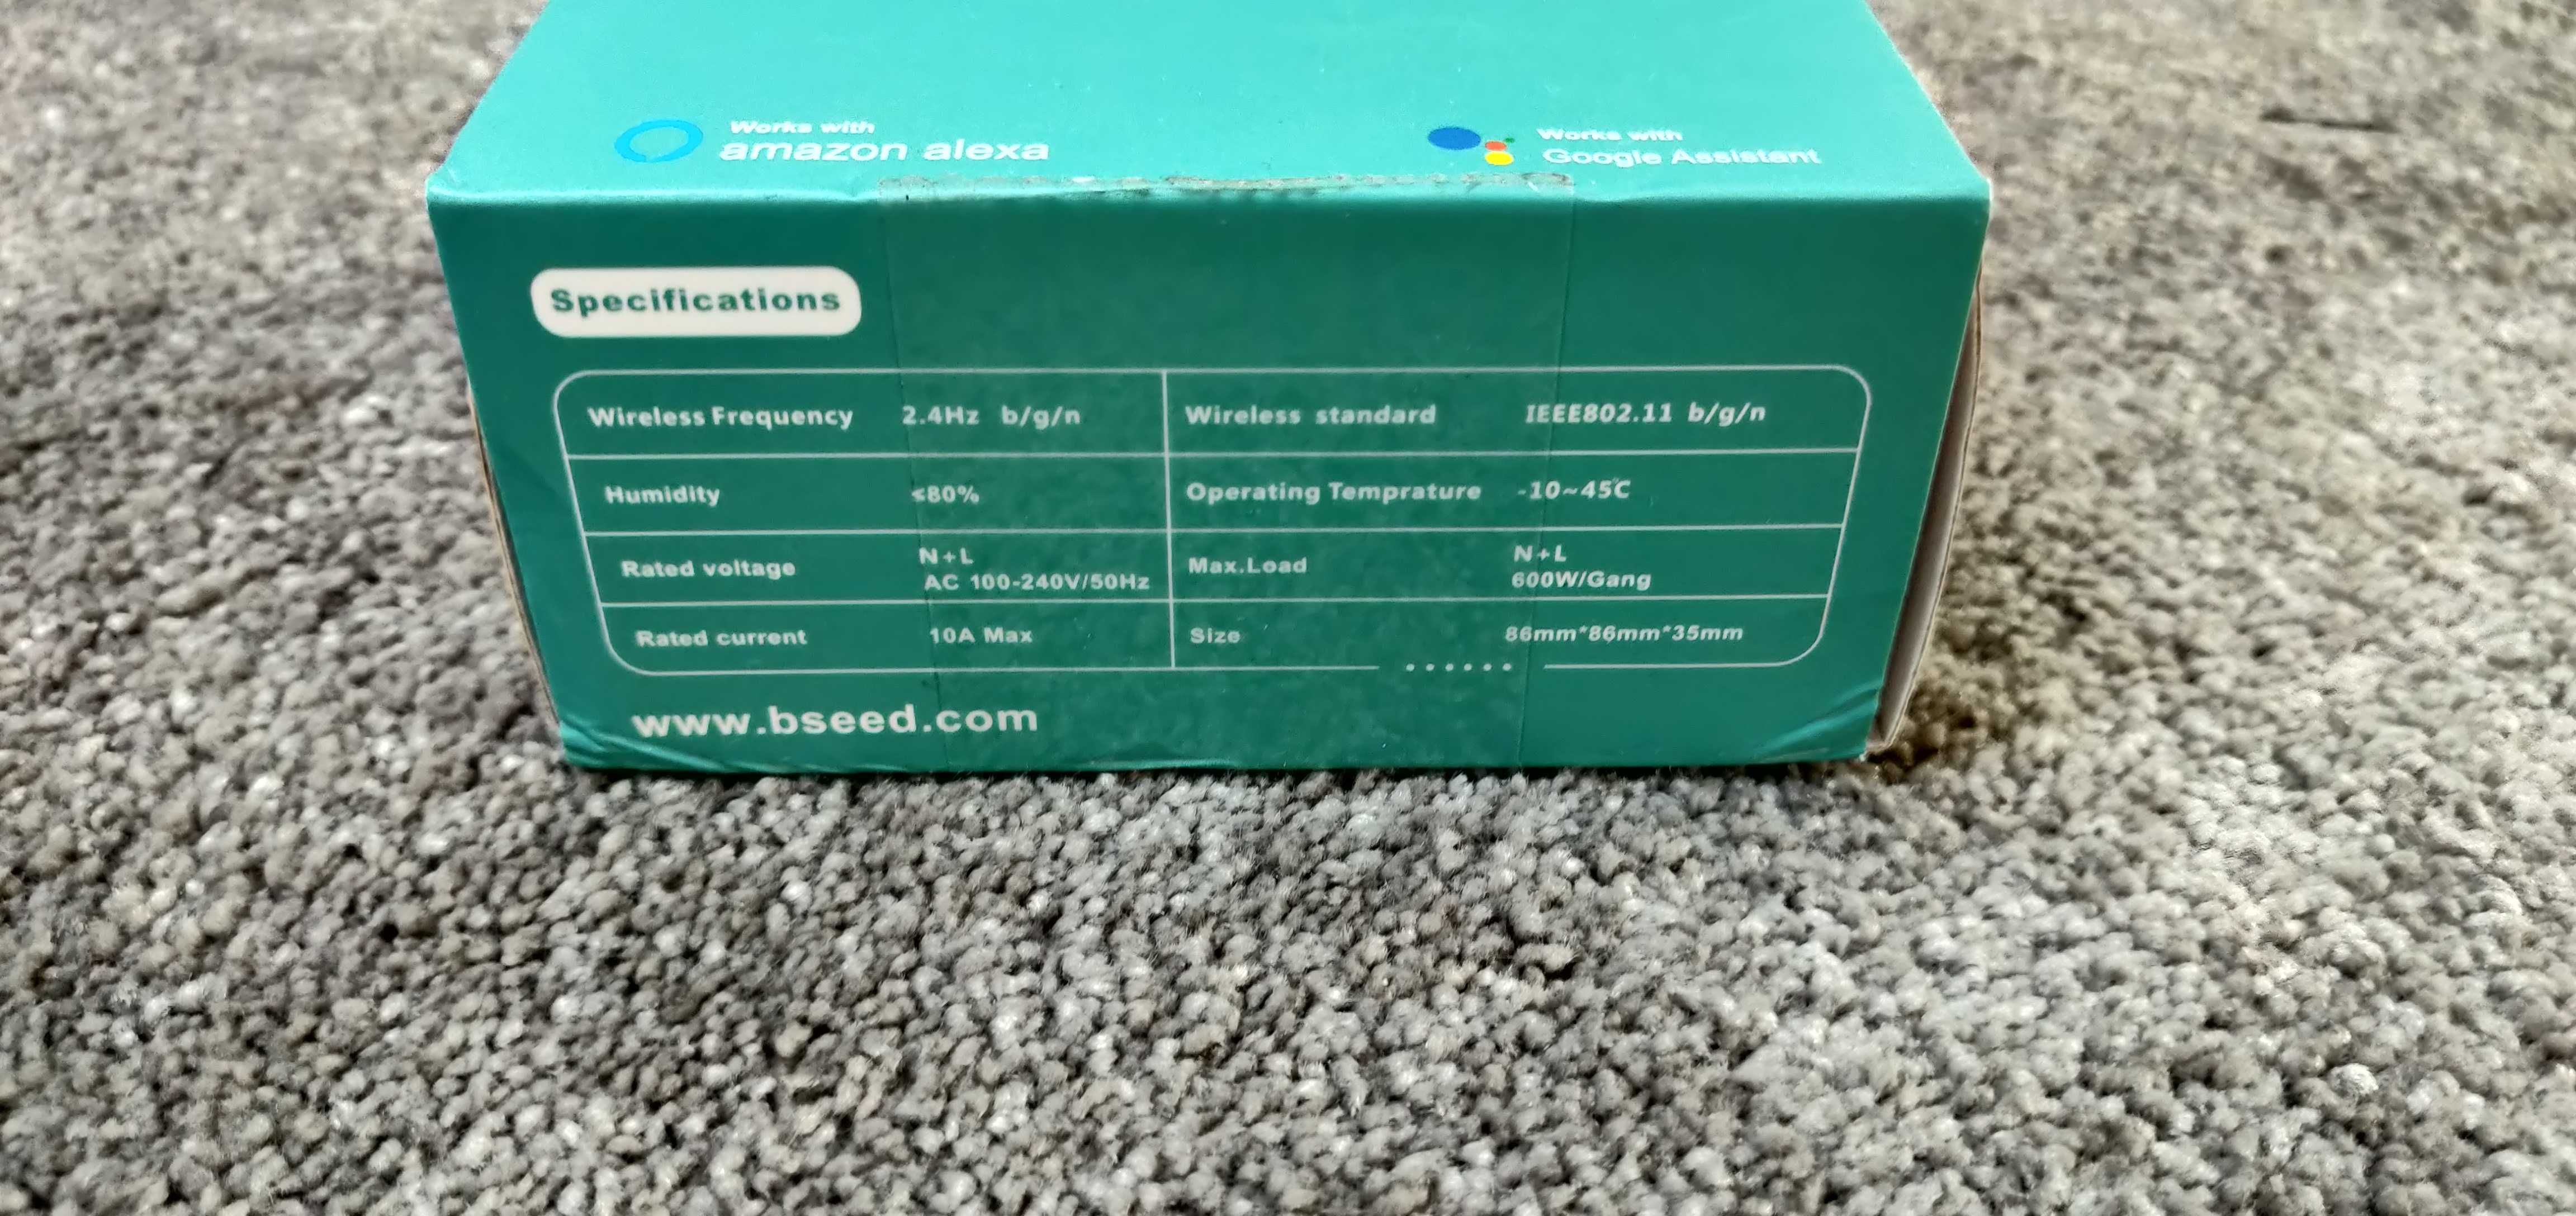 Works with
amazon alexa
Works with
Google Assistant
Specifications
Wireless Frequency 2.4Hz b/g/n Wireless standard IEEE802.11 b/g/n
Humidity ≤80% Operating Temprature -10~45℃
Rated voltage N+L AC 100-240V/50Hz Max.Load N+L 600W/Gang
Rated current 10A Max Size 86mm*86mm*35mm
www.bseed.com